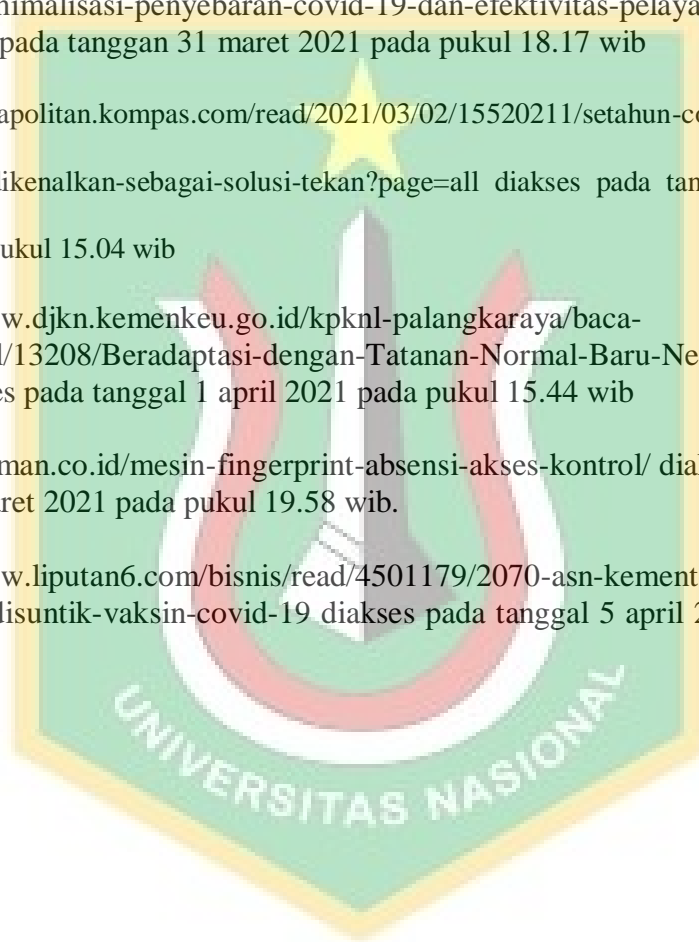 nimalisasi-penyebaran-covid-19-dan-efektivitas-pelaya
pada tanggan 31 maret 2021 pada pukul 18.17 wib
apolitan.kompas.com/read/2021/03/02/15520211/setahun-co
dikenalkan-sebagai-solusi-tekan?page=all diakses pada tan
ukul 15.04 wib
w.djkn.kemenkeu.go.id/kpknl-palangkaraya/baca-
l/13208/Beradaptasi-dengan-Tatanan-Normal-Baru-Ne
es pada tanggal 1 april 2021 pada pukul 15.44 wib
man.co.id/mesin-fingerprint-absensi-akses-kontrol/ dial
aret 2021 pada pukul 19.58 wib.
w.liputan6.com/bisnis/read/4501179/2070-asn-kement
disuntik-vaksin-covid-19 diakses pada tanggal 5 april 2
UNIVERSITAS NASIONAL